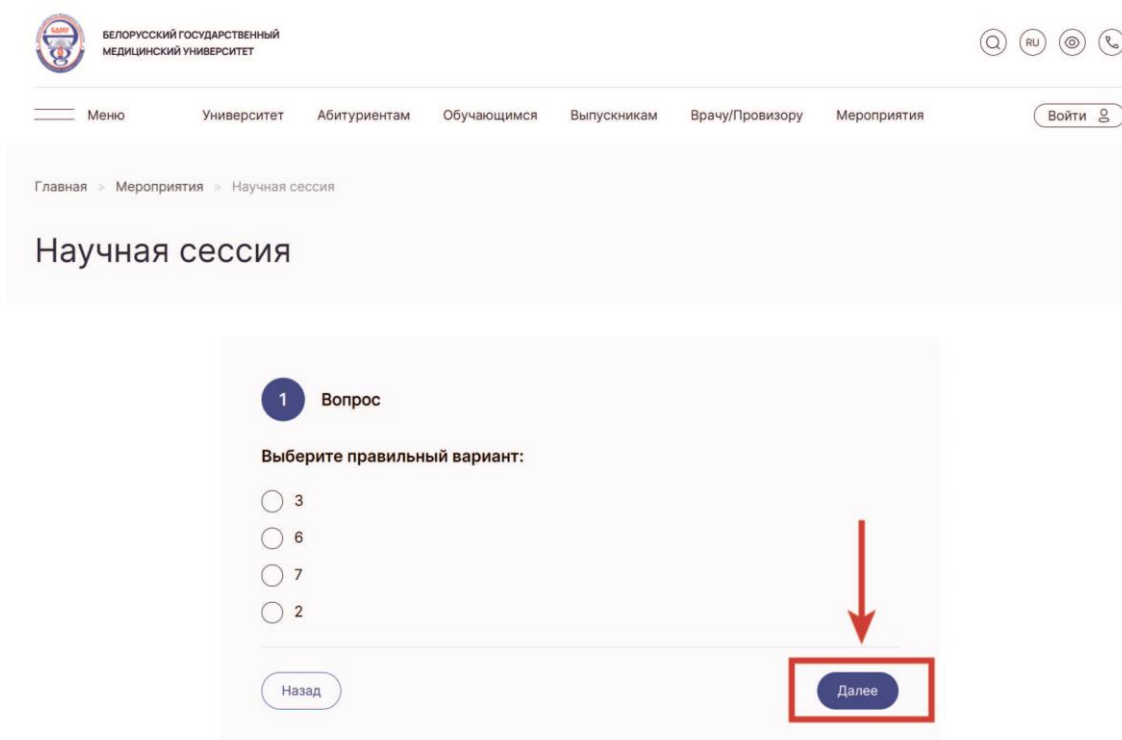 БЕЛОРУССКИЙ ГОСУДАРСТВЕННЫЙ
МЕДИЦИНСКИЙ УНИВЕРСИТЕТ
RU
Меню Университет Абитуриентам Обучающимся Выпускникам Врачу/Провизору Мероприятия Войти
Главная > Мероприятия > Научная сессия
Научная сессия
1 Вопрос
Выберите правильный вариант:
3
6
7
2
Назад Далее